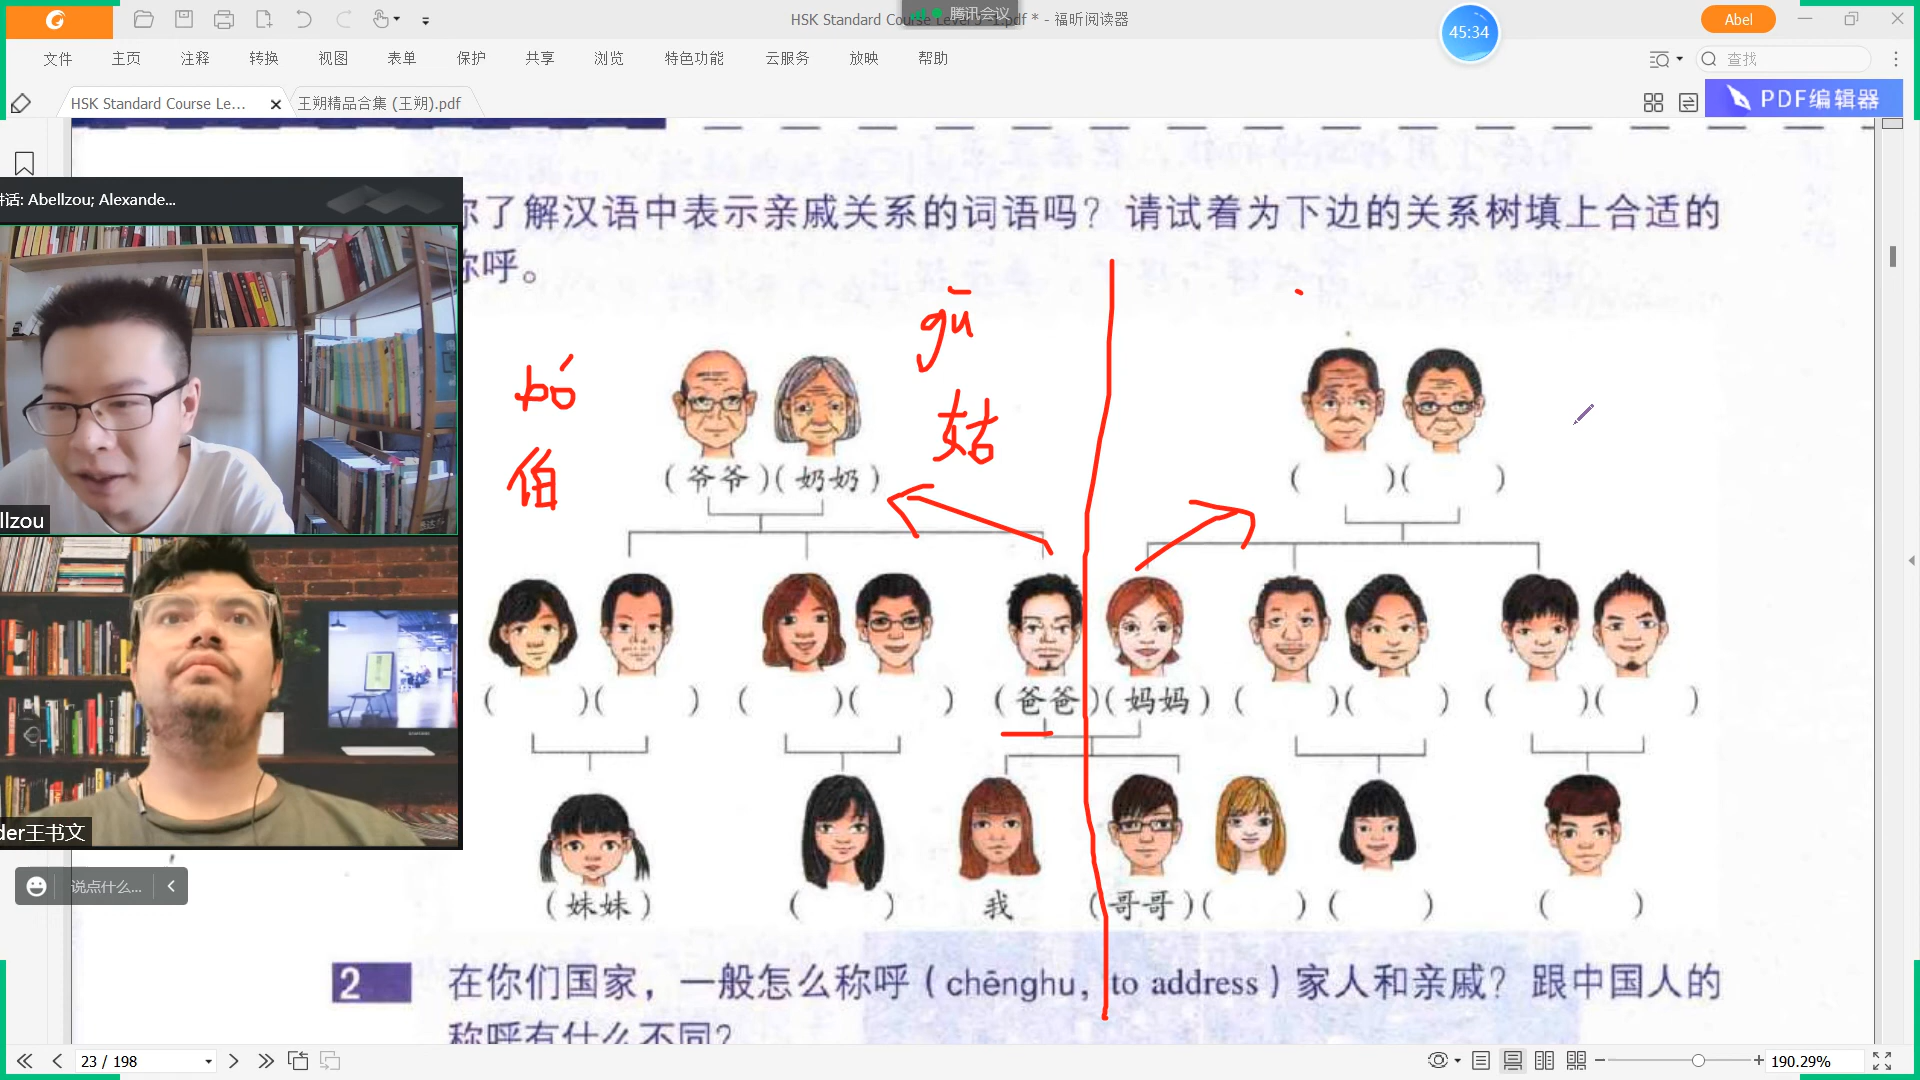 HSK Standard Course Leve
腾讯会议
.pdf * - 福昕阅读器
45:34
Abel
文件 主页 注释 转换 视图 表单 保护 共享 浏览 特色功能 云服务 放映 帮助
查找
HSK Standard Course Le...
王朔精品合集 (王朔).pdf
PDF编辑器
讲话: Abellzou; Alexande...
你了解汉语中表示亲戚关系的词语吗？请试着为下边的关系树填上合适的
称呼。
gū
bó
姑
伯
(爷爷)(奶奶)
( )( )
llzou
( )( ) ( )( ) (爸爸)(妈妈) ( )( ) ( )( )
der王书文
说点什么...
(妹妹) ( ) 我 (哥哥)( ) ( ) ( )
2 在你们国家，一般怎么称呼（chēnghu, to address）家人和亲戚？跟中国人的
称呼有什么不同？
23 / 198
190.29%